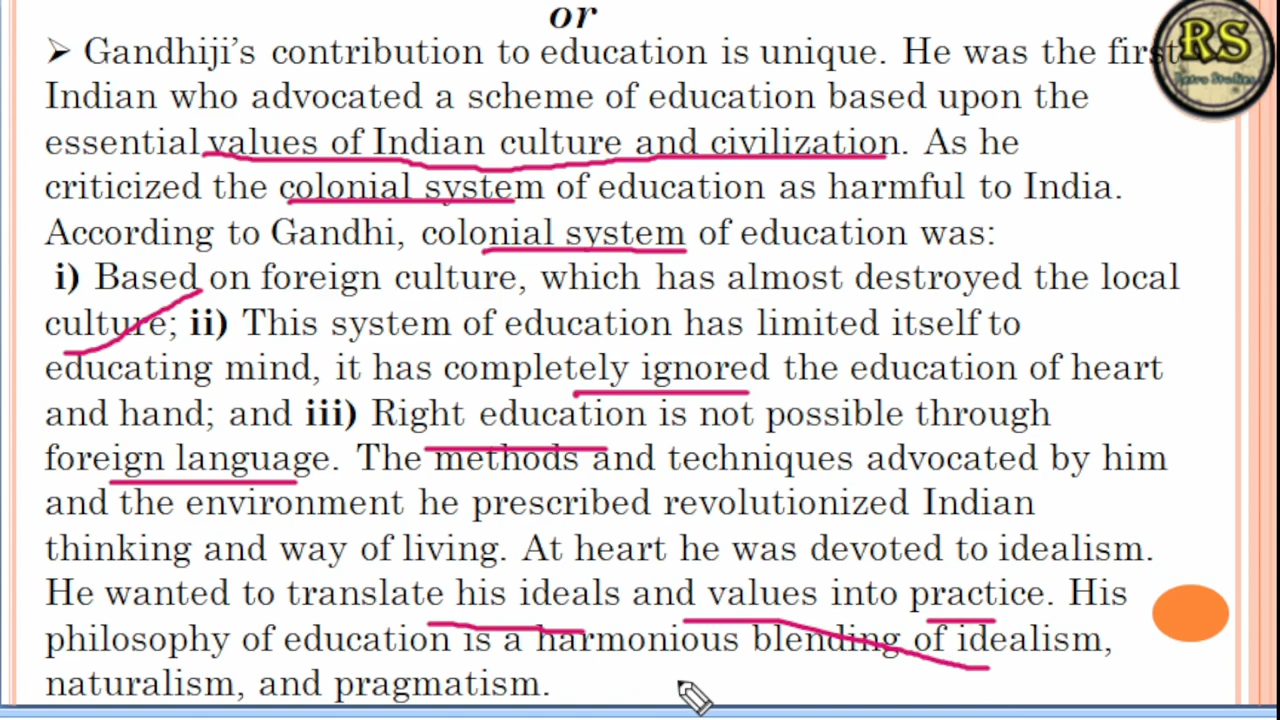 or
➢ Gandhiji's contribution to education is unique. He was the first
RS
Retro Studies
Indian who advocated a scheme of education based upon the
essential values of Indian culture and civilization. As he
criticized the colonial system of education as harmful to India.
According to Gandhi, colonial system of education was:
i) Based on foreign culture, which has almost destroyed the local
culture; ii) This system of education has limited itself to
educating mind, it has completely ignored the education of heart
and hand; and iii) Right education is not possible through
foreign language. The methods and techniques advocated by him
and the environment he prescribed revolutionized Indian
thinking and way of living. At heart he was devoted to idealism.
He wanted to translate his ideals and values into practice. His
philosophy of education is a harmonious blending of idealism,
naturalism, and pragmatism.